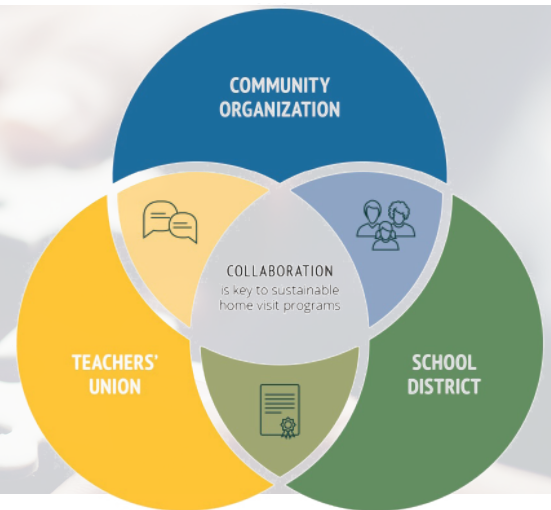 COMMUNITY
ORGANIZATION
COLLABORATION
is key to sustainable
home visit programs
TEACHERS'
UNION
SCHOOL
DISTRICT